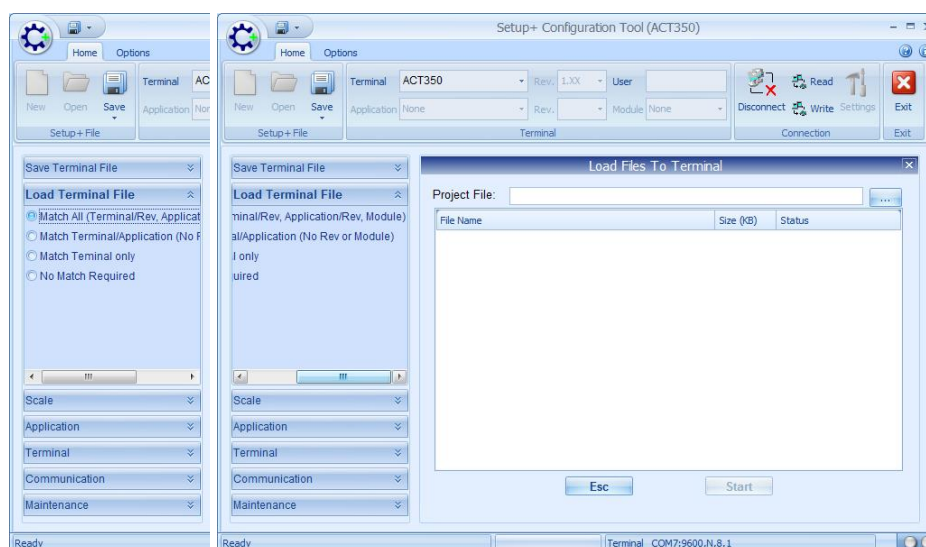 Home Options
New Open Save
Terminal AC
Application Nor
Setup+File
Save Terminal File
Load Terminal File
Match All (Terminal/Rev, Applicat
Match Terminal/Application (No F
Match Teminal only
No Match Required
Scale
Application
Terminal
Communication
Maintenance
Ready
Setup+ Configuration Tool (ACT350)
Home Options
New Open Save
Terminal ACT350 Rev. 1.XX User
Application None Rev. Module None
Disconnect Read Write Settings
Exit
Setup+File Terminal Connection Exit
Save Terminal File
Load Terminal File
minal/Rev, Application/Rev, Module)
al/Application (No Rev or Module)
l only
uired
Scale
Application
Terminal
Communication
Maintenance
Load Files To Terminal
Project File: ...
File Name Size (KB) Status
Esc Start
Ready Terminal COM7:9600,N,8,1